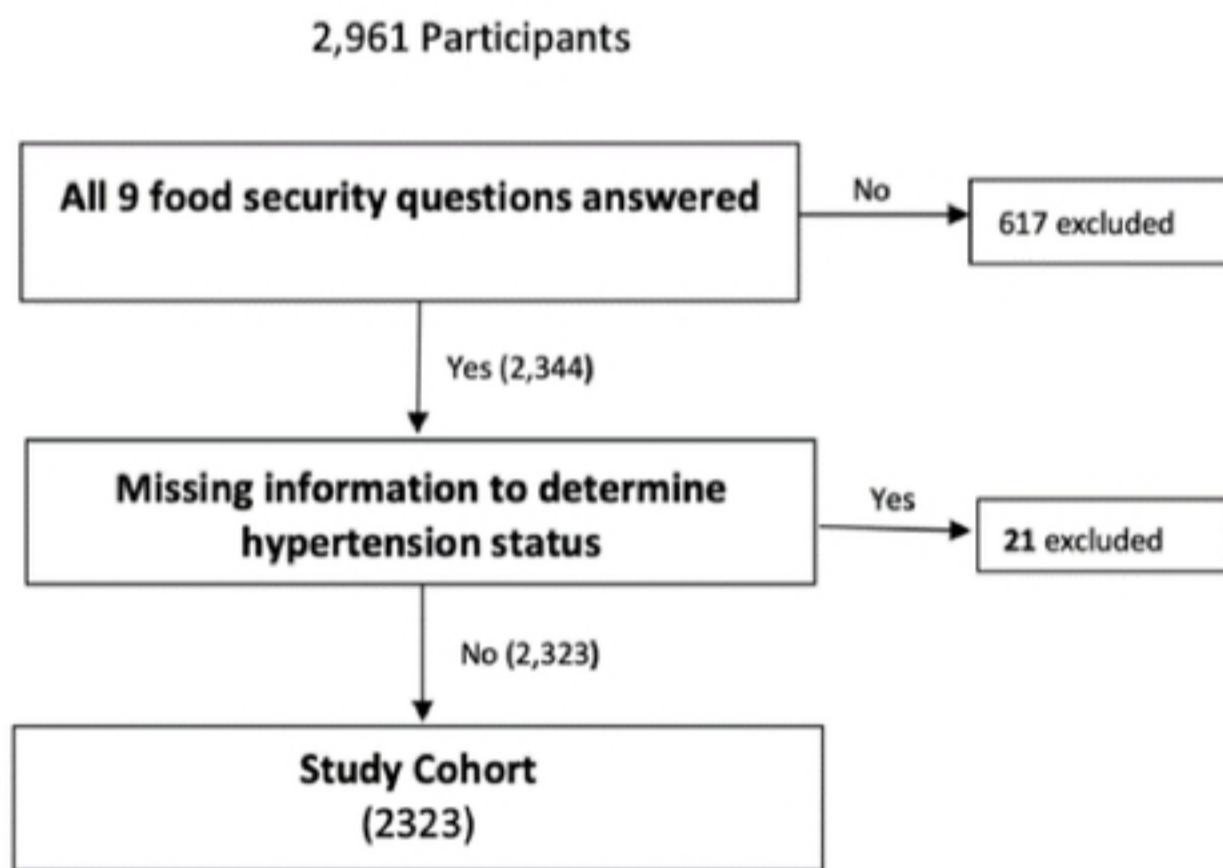 2,961 Participants
All 9 food security questions answered
No
617 excluded
Yes (2,344)
Missing information to determine
hypertension status
Yes
21 excluded
No (2,323)
Study Cohort
(2323)